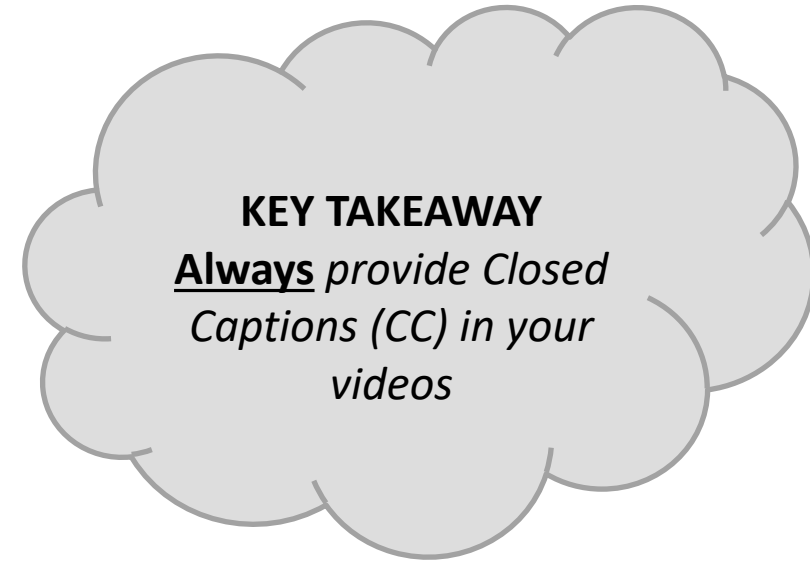 KEY TAKEAWAY
Always provide Closed
Captions (CC) in your
videos